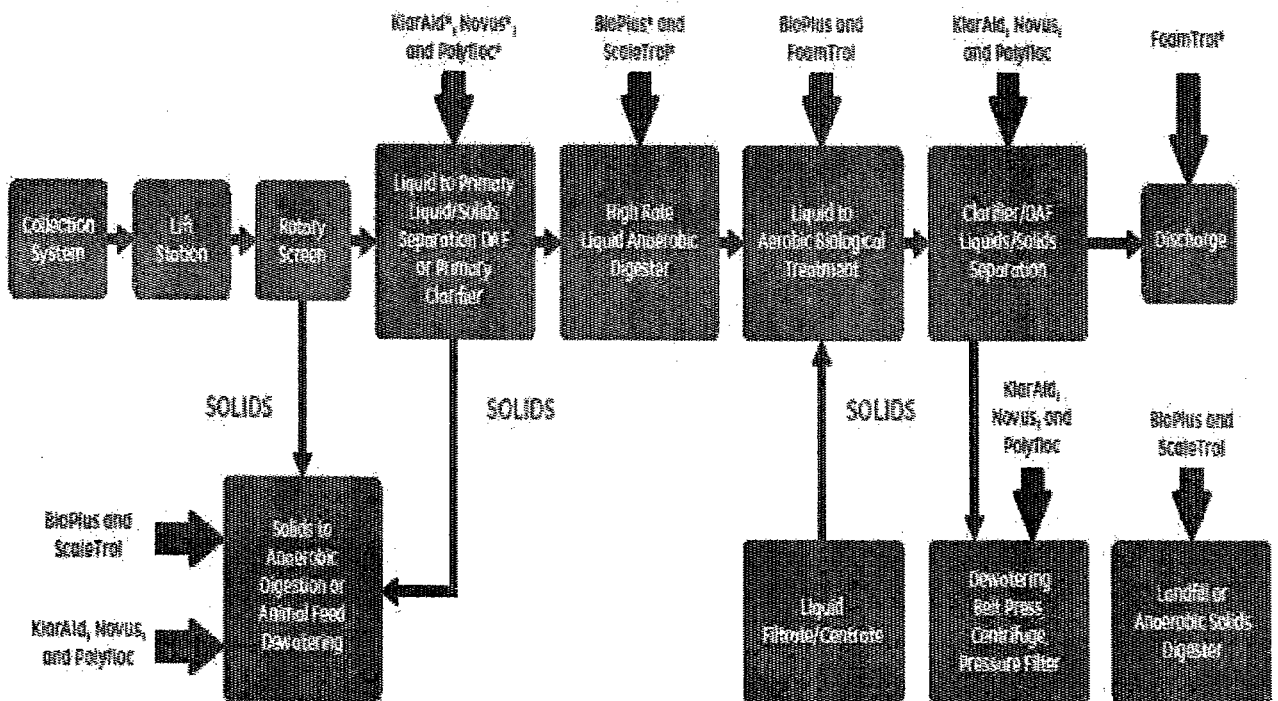 KlarAid*, Novus*,
and Polyfloc*
BioPlus* and
ScaleTrol*
BioPlus and
FoamTrol
KlarAid, Novus,
and Polyfloc
FoamTrol*
Collection
System
Lift
Station
Rotary
Screen
Liquid to Primary
Liquid/Solids
Separation DAF
or Primary
Clarifier
High Rate
Liquid Anaerobic
Digester
Liquid to
Aerobic Biological
Treatment
Clarifier/DAF
Liquids/Solids
Separation
Discharge
SOLIDS
SOLIDS
SOLIDS
KlarAid,
Novus, and
Polyfloc
BioPlus and
ScaleTrol
BioPlus and
ScaleTrol
KlarAid, Novus,
and Polyfloc
Solids to
Anaerobic
Digestion or
Animal Feed
Dewatering
Liquid
Filtrate/Centrate
Dewatering
Belt Press
Centrifuge
Pressure Filter
Landfill or
Anaerobic Solids
Digester